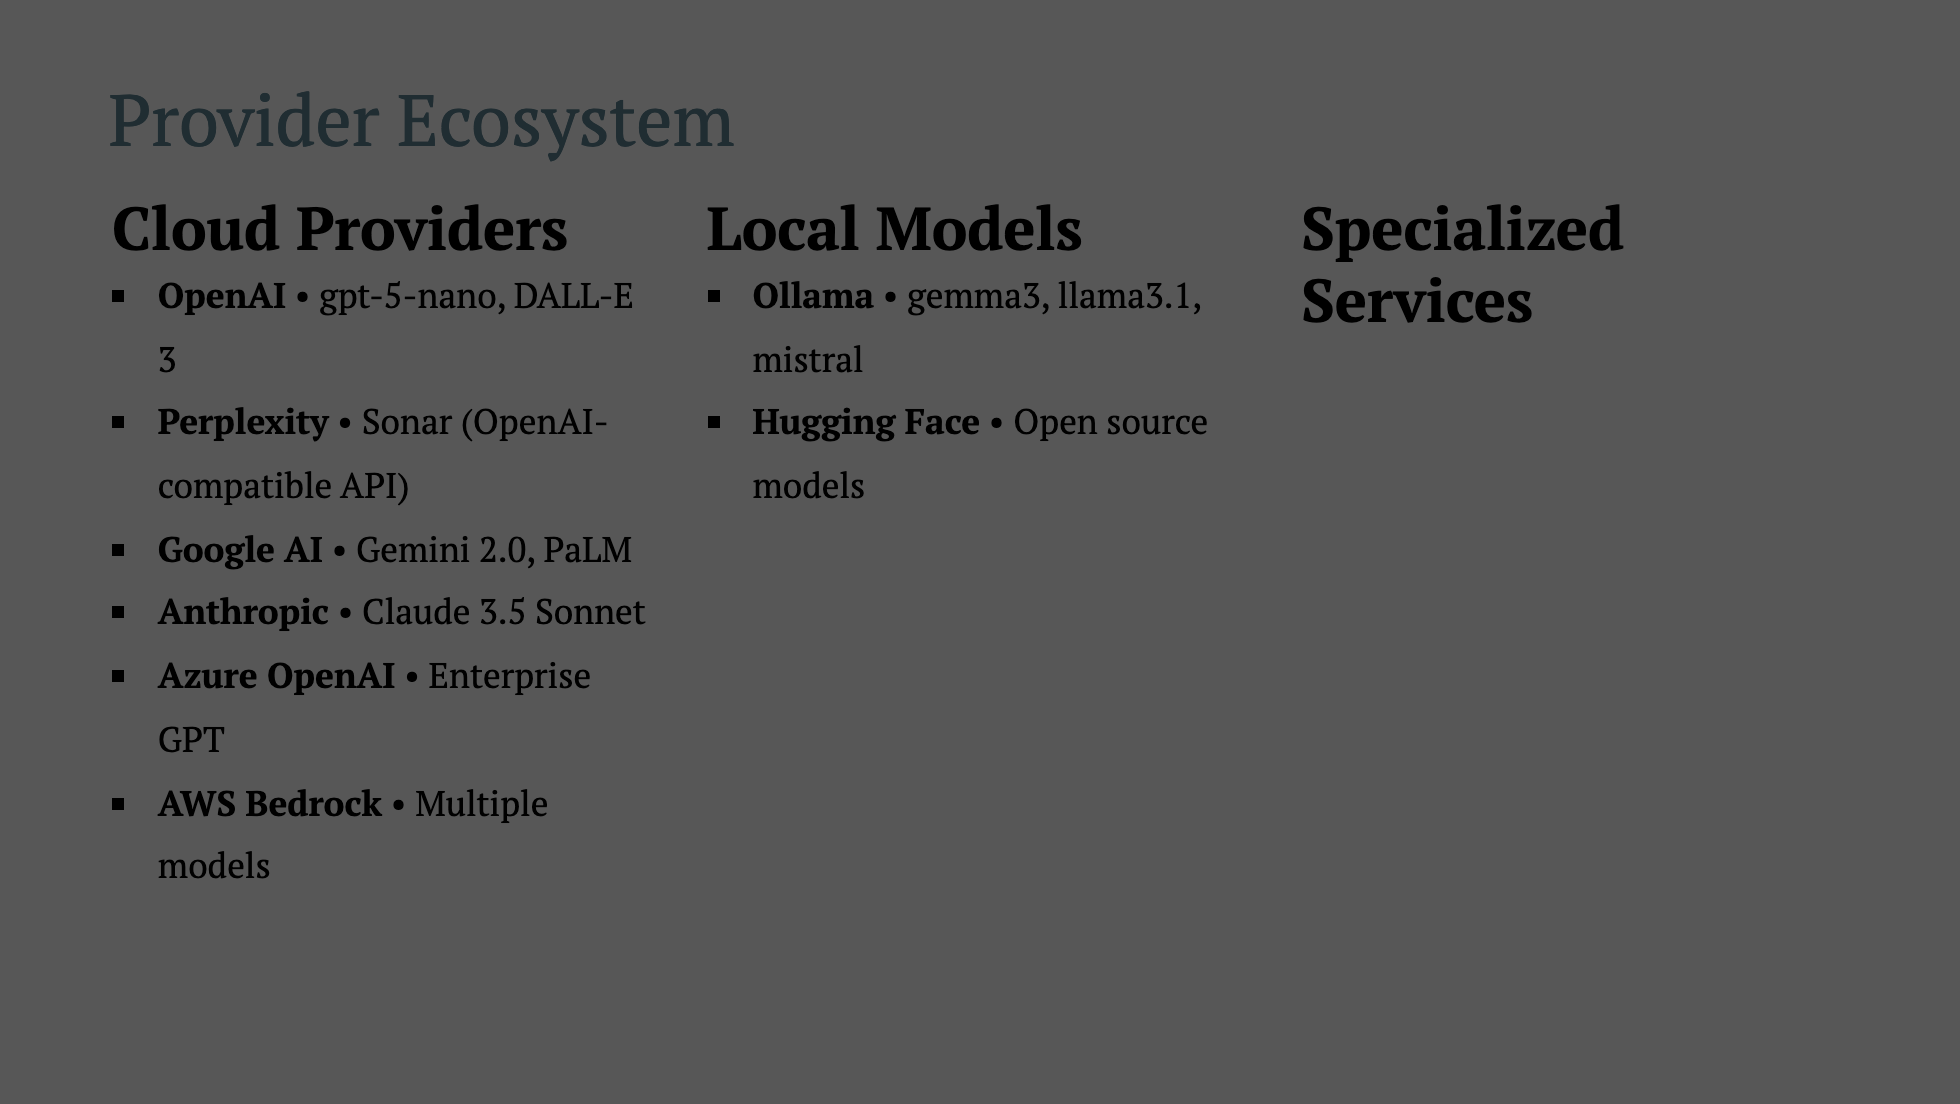 Provider Ecosystem
Cloud Providers
▪ OpenAI • gpt-5-nano, DALL-E
3
▪ Perplexity • Sonar (OpenAI-
compatible API)
▪ Google AI • Gemini 2.0, PaLM
▪ Anthropic • Claude 3.5 Sonnet
▪ Azure OpenAI • Enterprise
GPT
▪ AWS Bedrock • Multiple
models
Local Models
▪ Ollama • gemma3, llama3.1,
mistral
▪ Hugging Face • Open source
models
Specialized
Services